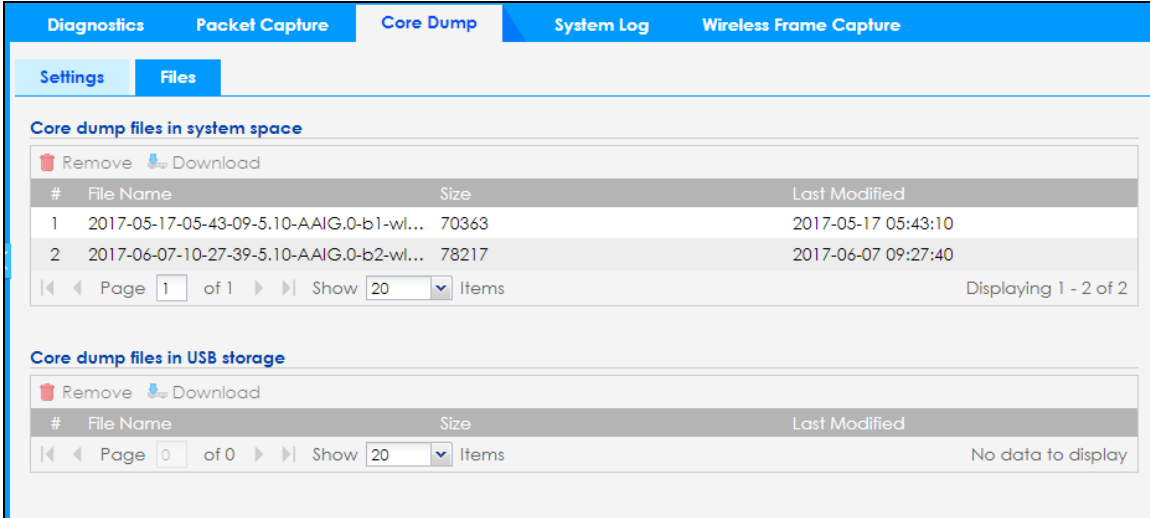 Diagnostics Packet Capture Core Dump System Log Wireless Frame Capture
Settings Files
Core dump files in system space
Remove Download
# File Name Size Last Modified
1 2017-05-17-05-43-09-5.10-AAIG.0-b1-wl... 70363 2017-05-17 05:43:10
2 2017-06-07-10-27-39-5.10-AAIG.0-b2-wl... 78217 2017-06-07 09:27:40
Page 1 of 1 Show 20 Items Displaying 1 - 2 of 2
Core dump files in USB storage
Remove Download
# File Name Size Last Modified
Page 0 of 0 Show 20 Items No data to display